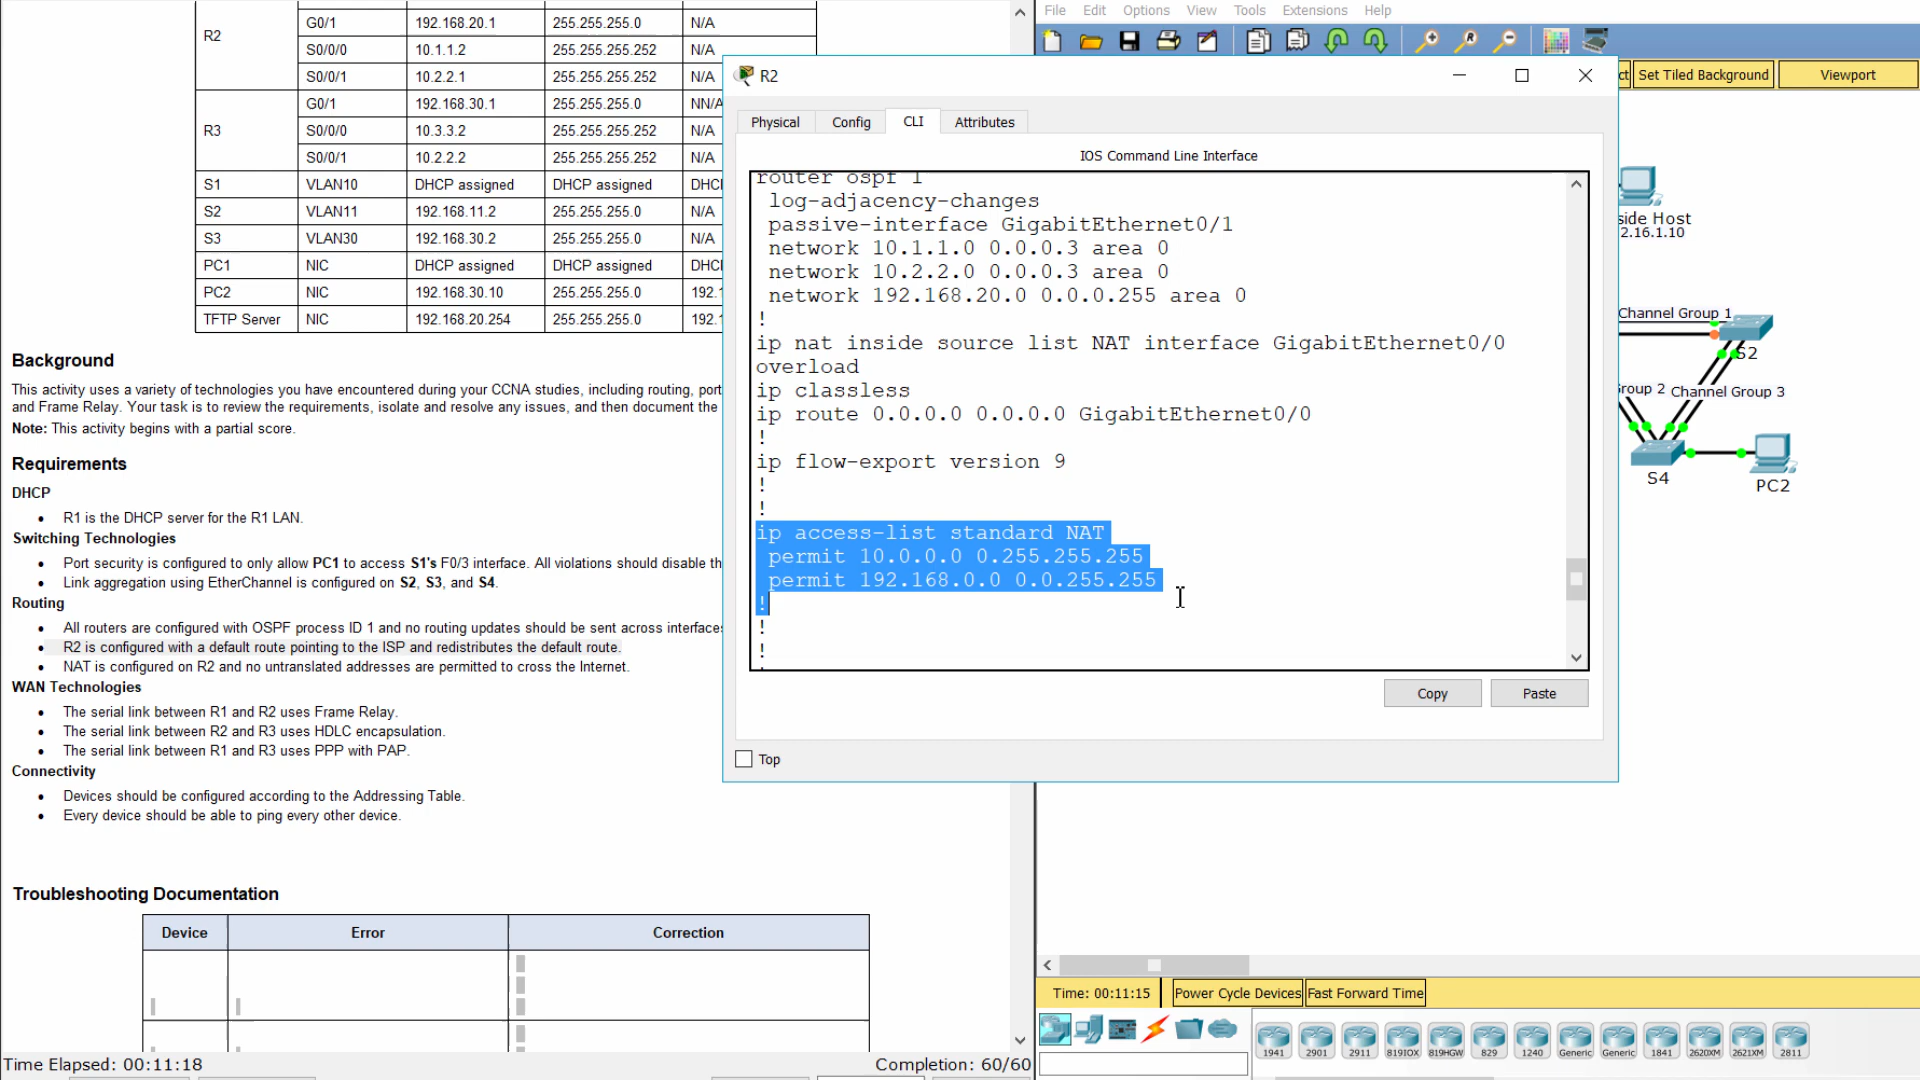 R2
G0/1 192.168.20.1 255.255.255.0 N/A
S0/0/0 10.1.1.2 255.255.255.252 N/A
S0/0/1 10.2.2.1 255.255.255.252 N/A
R3
G0/1 192.168.30.1 255.255.255.0 NN/A
S0/0/0 10.3.3.2 255.255.255.252 N/A
S0/0/1 10.2.2.2 255.255.255.252 N/A
S1 VLAN10 DHCP assigned DHCP assigned DHCP
S2 VLAN11 192.168.11.2 255.255.255.0 N/A
S3 VLAN30 192.168.30.2 255.255.255.0 N/A
PC1 NIC DHCP assigned DHCP assigned DHCP
PC2 NIC 192.168.30.10 255.255.255.0 192.1
TFTP Server NIC 192.168.20.254 255.255.255.0 192.1
Background
This activity uses a variety of technologies you have encountered during your CCNA studies, including routing, port
and Frame Relay. Your task is to review the requirements, isolate and resolve any issues, and then document the
Note: This activity begins with a partial score.
Requirements
DHCP
• R1 is the DHCP server for the R1 LAN.
Switching Technologies
• Port security is configured to only allow PC1 to access S1's F0/3 interface. All violations should disable th
• Link aggregation using EtherChannel is configured on S2, S3, and S4.
Routing
• All routers are configured with OSPF process ID 1 and no routing updates should be sent across interfaces
• R2 is configured with a default route pointing to the ISP and redistributes the default route.
• NAT is configured on R2 and no untranslated addresses are permitted to cross the Internet.
WAN Technologies
• The serial link between R1 and R2 uses Frame Relay.
• The serial link between R2 and R3 uses HDLC encapsulation.
• The serial link between R1 and R3 uses PPP with PAP.
Connectivity
• Devices should be configured according to the Addressing Table.
• Every device should be able to ping every other device.
Troubleshooting Documentation
Device Error Correction
Time Elapsed: 00:11:18 Completion: 60/60
File Edit Options View Tools Extensions Help
ct Set Tiled Background Viewport
R2
Physical Config CLI Attributes
IOS Command Line Interface
router ospf 1
log-adjacency-changes
passive-interface GigabitEthernet0/1
network 10.1.1.0 0.0.0.3 area 0
network 10.2.2.0 0.0.0.3 area 0
network 192.168.20.0 0.0.0.255 area 0
!
ip nat inside source list NAT interface GigabitEthernet0/0
overload
ip classless
ip route 0.0.0.0 0.0.0.0 GigabitEthernet0/0
!
ip flow-export version 9
!
!
ip access-list standard NAT
permit 10.0.0.0 0.255.255.255
permit 192.168.0.0 0.0.255.255
!
!
!
Copy Paste
Top
side Host
2.16.1.10
Channel Group 1
S2
roup 2 Channel Group 3
S4
PC2
Time: 00:11:15 Power Cycle Devices Fast Forward Time
1941 2901 2911 819IOX 819HGW 829 1240 Generic Generic 1841 2620XM 2621XM 2811